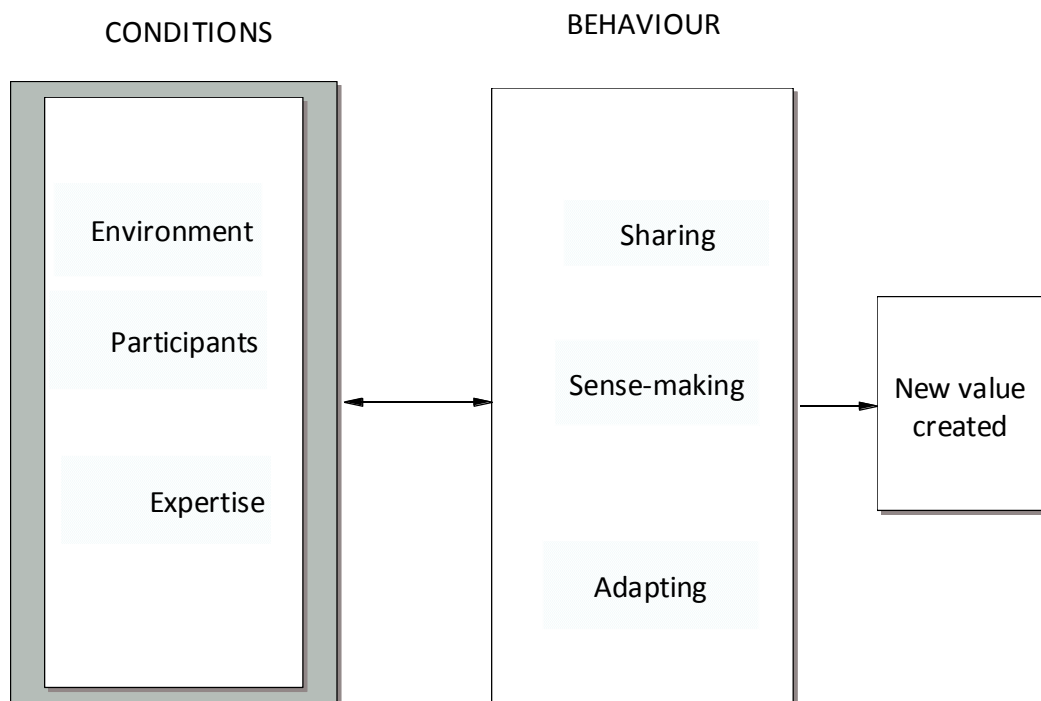 CONDITIONS
BEHAVIOUR
Environment
Participants
Expertise
Sharing
Sense-making
Adapting
New value
created